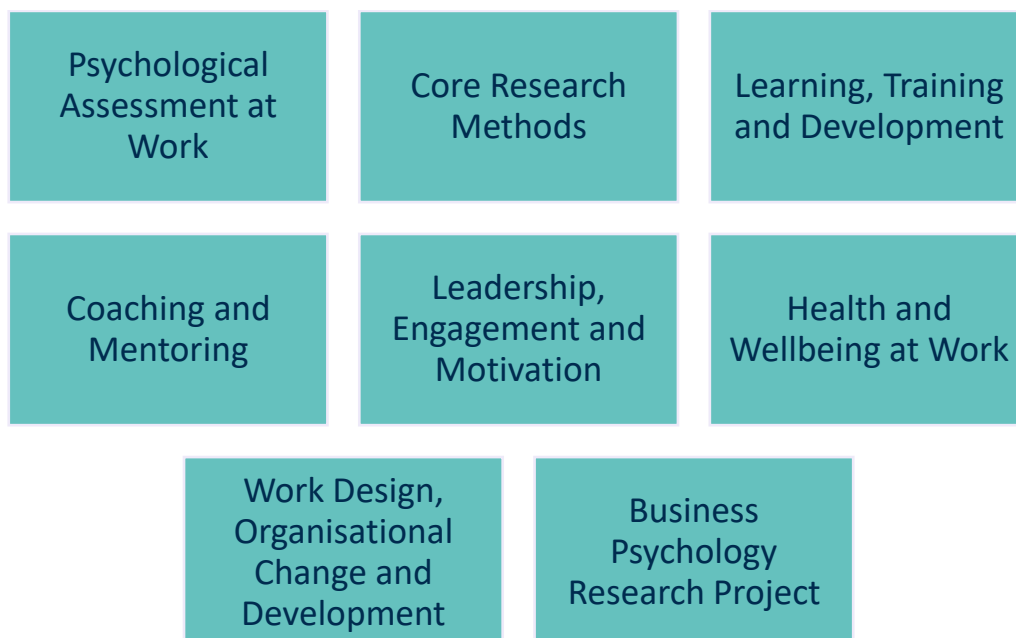 Psychological
Assessment at
Work
Core Research
Methods
Learning, Training
and Development
Coaching and
Mentoring
Leadership,
Engagement and
Motivation
Health and
Wellbeing at Work
Work Design,
Organisational
Change and
Development
Business
Psychology
Research Project